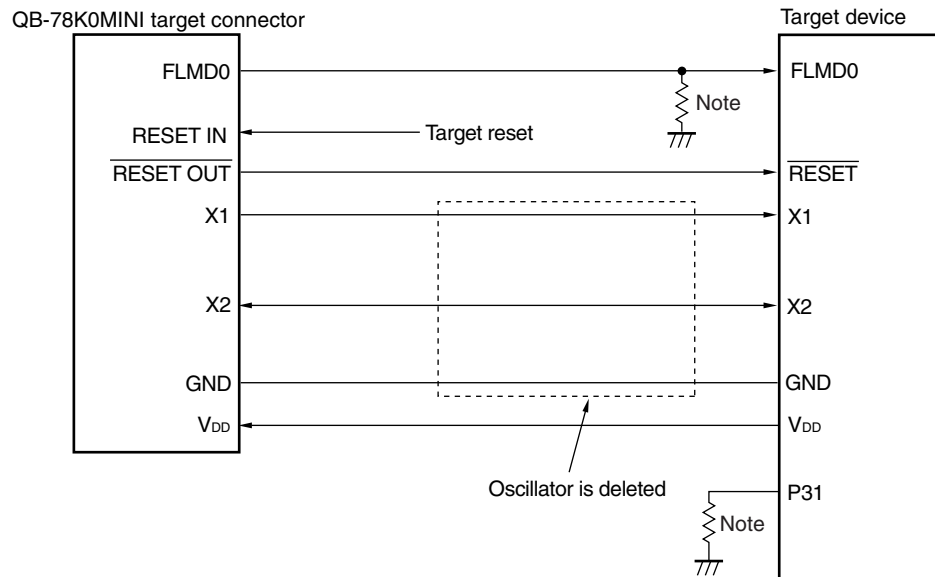 QB-78K0MINI target connector
Target device
FLMD0
FLMD0
Note
RESET IN
Target reset
RESET OUT
RESET
X1
X1
X2
X2
GND
GND
VDD
VDD
Oscillator is deleted
P31
Note